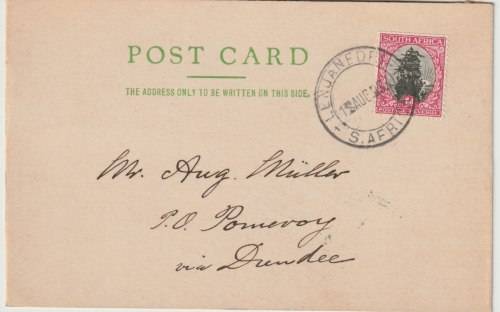 POST CARD
THE ADDRESS ONLY TO BE WRITTEN ON THIS SIDE.
SOUTH AFRICA
S. AFRI
Mr. Aug. Müller
P.O. Pomeroy
via Dundee